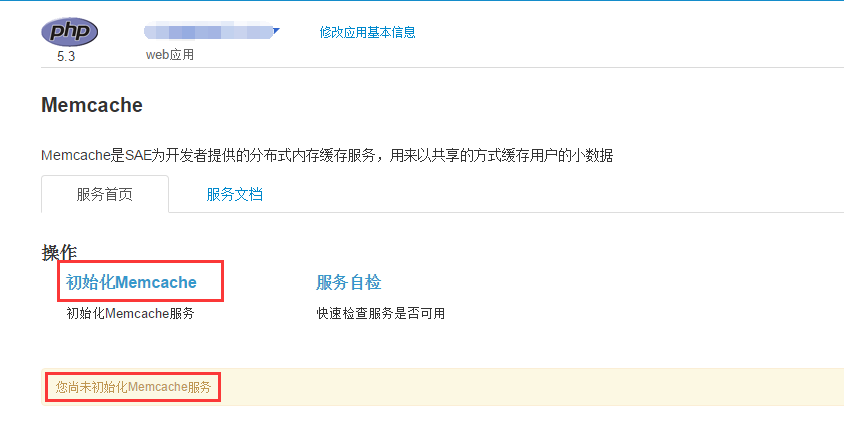 php
5.3
修改应用基本信息
web应用
Memcache
Memcache是SAE为开发者提供的分布式内存缓存服务，用来以共享的方式缓存用户的小数据
服务首页 服务文档
操作
初始化Memcache 服务自检
初始化Memcache服务 快速检查服务是否可用
您尚未初始化Memcache服务